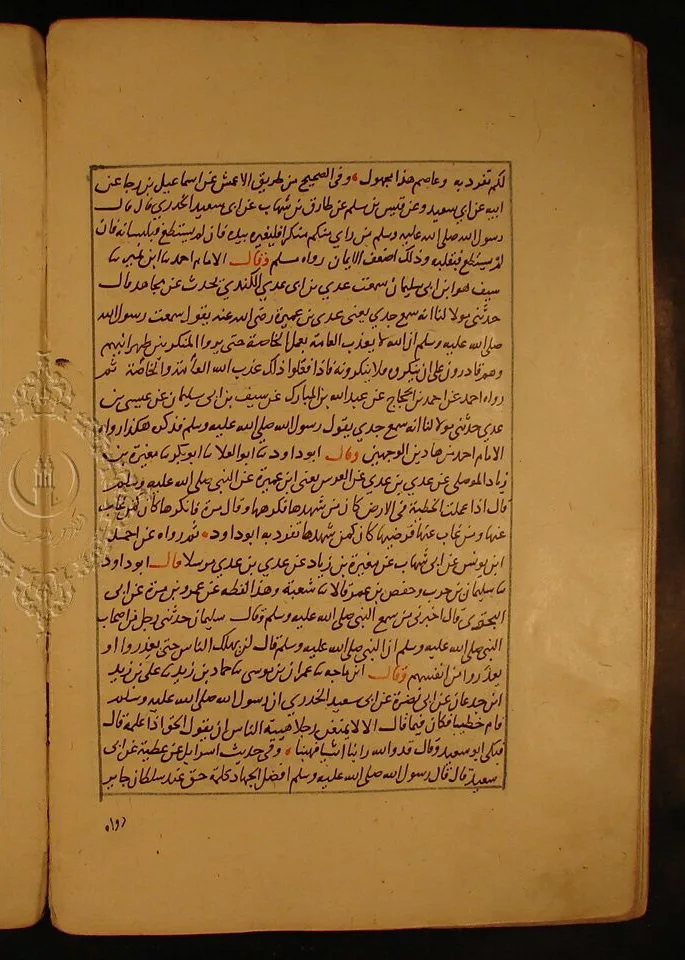 لكم تفرد به وعاصم هذا مجهول ٭ وفي الصحيح من طريق الاعمش عن اسماعيل بن رجا عن
ابيه عن ابي سعيد وعن قيس بن مسلم عن طارق بن شهاب عن ابي سعيد الخدري قال قال
رسول الله صلى الله عليه وسلم من راي منكم منكرا فليغيره بيده فان لم يستطع فبلسانه فان
لم يستطع فبقلبه وذلك اضعف الايمان رواه مسلم وقال الامام احمد ثنا ابن نمير ثنا
سيف هو ابن ابي سليمان سمعت عدي بن ابي عدي الكندي يحدث عن مجاهد قال
حدثني مولا لنا انه سمع جدي يعني عدي بن عميرة رضي الله عنه يقول سمعت رسول الله
صلى الله عليه وسلم ان الله لا يعذب العامة بعمل الخاصة حتى يروا المنكر بين ظهرانيهم
وهم قادرون على ان ينكروه فلا ينكرونه فاذا فعلوا ذلك عذب الله العامة والخاصة ثم
رواه احمد عن احمد بن الحجاج عن عبد الله بن المبارك عن سيف بن ابي سليمان عن عيسى بن
عدي حدثني مولا لنا انه سمع جدي يقول رسول الله صلى الله عليه وسلم فذكره هكذا رواه
الامام احمد من هاذين الوجهين وقال ابو داود ثنا ابو العلا ثنا ابو بكر ثنا مغيرة بن
زياد الموصلي عن عدي بن عدي عن العرس يعني ابن عميرة عن النبي صلى الله عليه وسلم
قال اذا عملت الخطية في الارض كان من شهدها فكرهها وقال مرة فانكرها كان كمن غاب
عنها ومن غاب عنها فرضيها كان كمن شهدها تفرد به ابو داود ٭ ثم رواه عن احمد
ابن يونس عن ابي شهاب عن مغيرة بن زياد عن عدي بن عدي مرسلا قال ابو داود
ثنا سليمان بن حرب وحفص بن عمر قالا ثنا شعبة وهذا لفظه عن عمرو بن مرة عن ابي
البختري قال اخبرني من سمع النبي صلى الله عليه وسلم وقال سليمان حدثني رجل من اصحاب
النبي صلى الله عليه وسلم ان النبي صلى الله عليه وسلم قال لن يهلك الناس حتى يعذروا او
يعذروا من انفسهم وقال ابن ماجه ثنا عمران بن موسى ثنا حماد بن زيد ثنا علي بن زيد
ابن جدعان عن ابي نضرة عن ابي سعيد الخدري ان رسول الله صلى الله عليه وسلم
قام خطيبا فكان فيما قال الا لا يمنعن رجلا هيبة الناس ان يقول الحق اذا علمه قال
فبكى ابو سعيد وقال قد والله راينا اشيا فهبنا ٭ وفي حديث اسرايل عن عطية عن ابي
سعيد قال قال رسول الله صلى الله عليه وسلم افضل الجهاد كلمة حق عند سلطان جاير
رواه